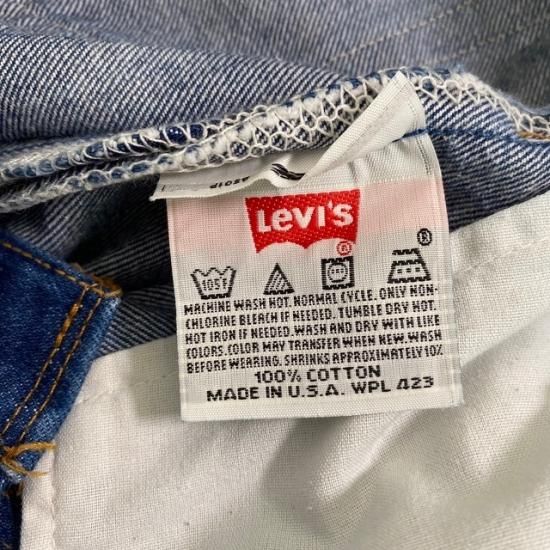 Levi's
®
®
105°F
MACHINE WASH HOT. NORMAL CYCLE. ONLY NON-
CHLORINE BLEACH IF NEEDED. TUMBLE DRY HOT.
HOT IRON IF NEEDED. WASH AND DRY WITH LIKE
COLORS. COLOR MAY TRANSFER WHEN NEW. WASH
BEFORE WEARING. SHRINKS APPROXIMATELY 10%
100% COTTON
MADE IN U.S.A. WPL 423